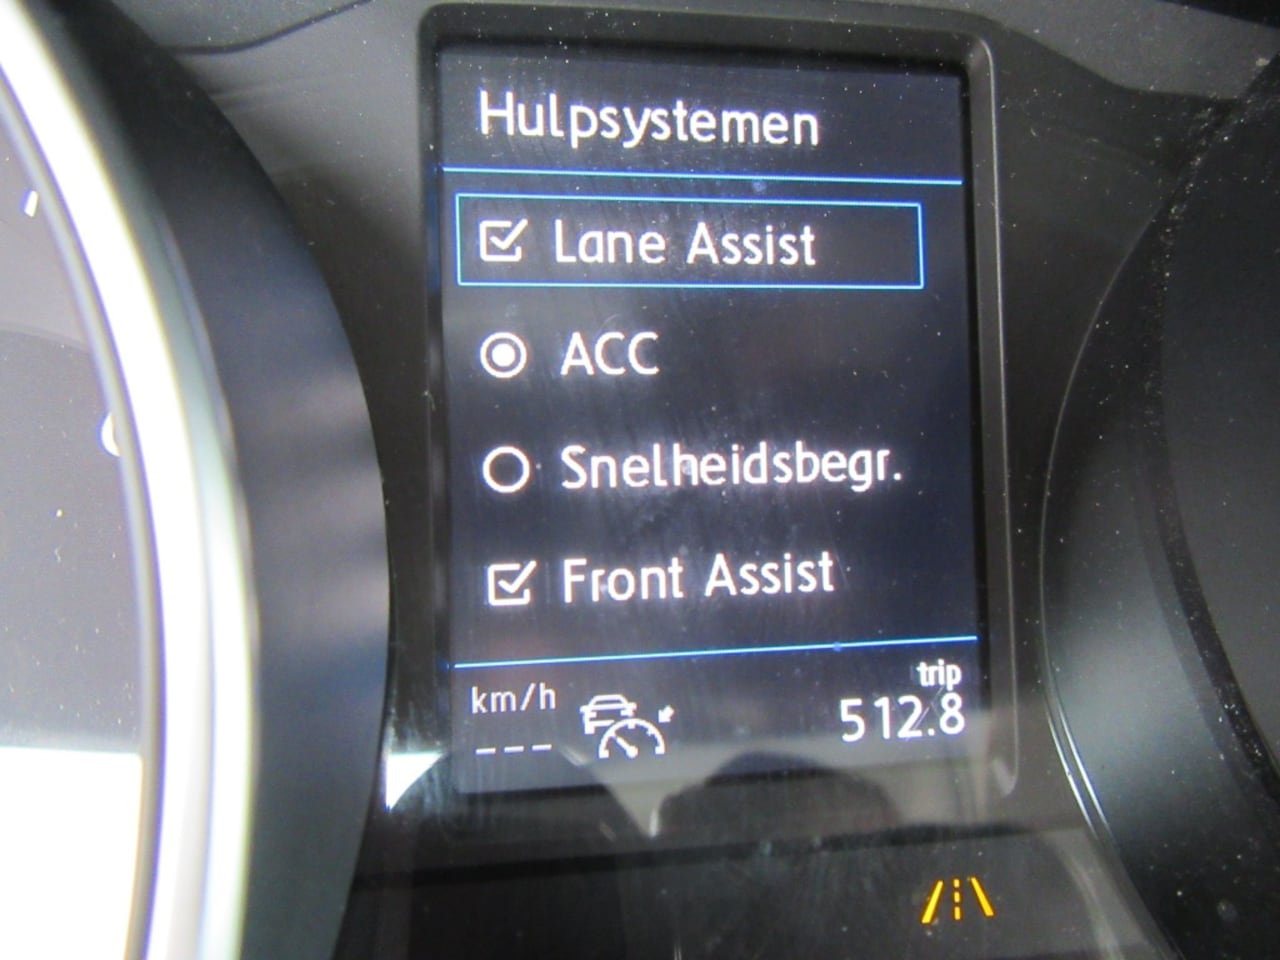 Hulpsystemen
Lane Assist
ACC
Snelheidsbegr.
Front Assist
km/h
trip
---
512.8